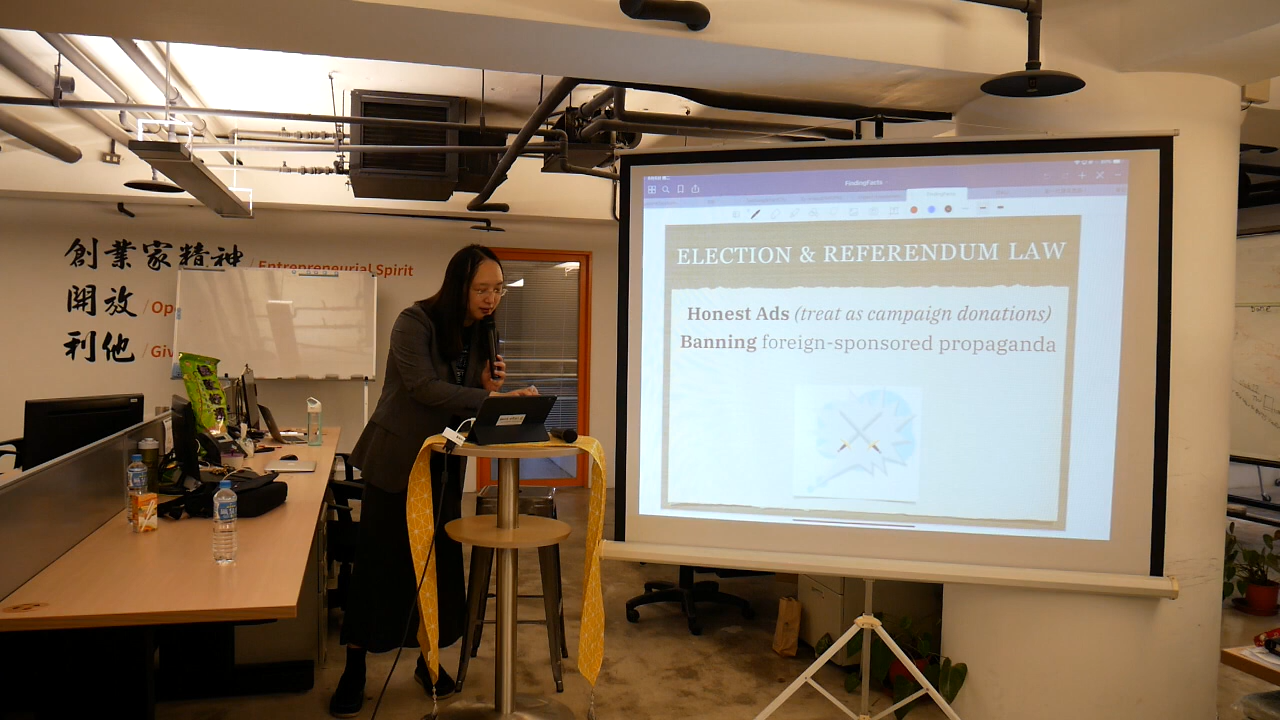 創業家精神 / Entrepreneurial Spirit
開放 / Op
利他 / Giv
FindingFacts
ELECTION & REFERENDUM LAW
Honest Ads (treat as campaign donations)
Banning foreign-sponsored propaganda